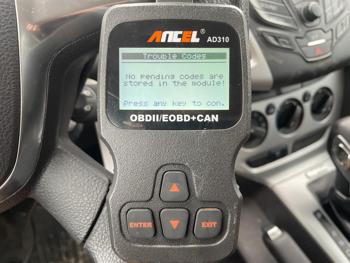 ANCEL
AD310
Trouble Codes
No pending codes are
stored in the module!
Press any key to con.
OBDII/EOBD+CAN
ENTER
EXIT